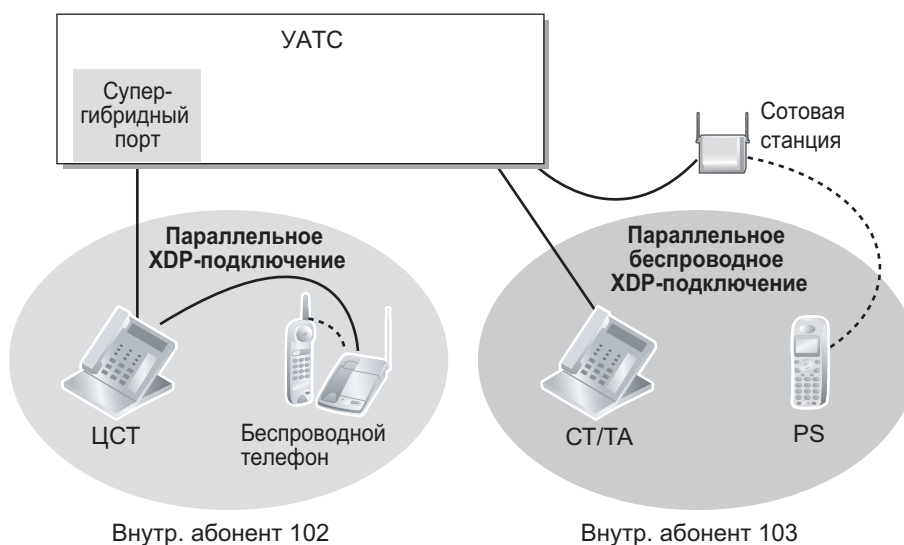 УАТС
Супер-
гибридный
порт
Сотовая
станция
Параллельное
XDP-подключение
Параллельное
беспроводное
XDP-подключение
ЦСТ
Беспроводной
телефон
СТ/ТА
PS
Внутр. абонент 102
Внутр. абонент 103